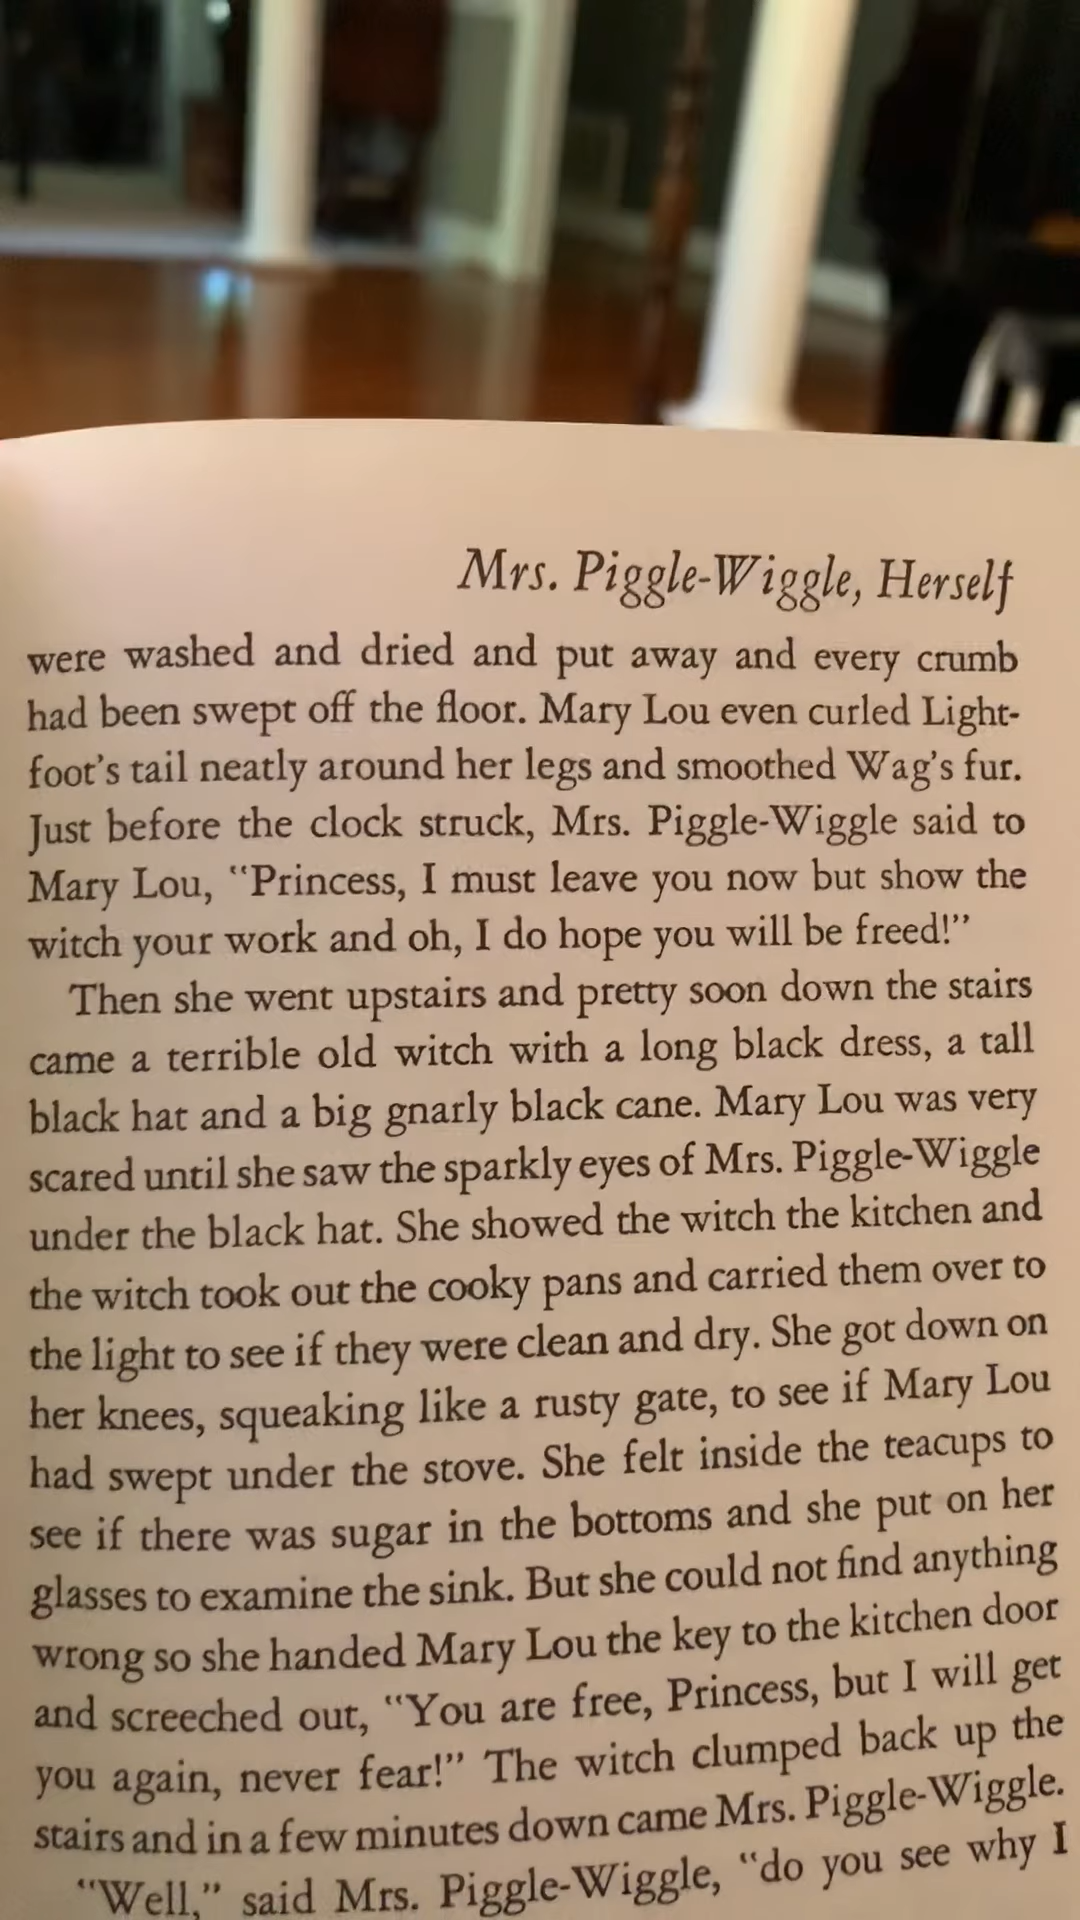 Mrs. Piggle-Wiggle, Herself
were washed and dried and put away and every crumb
had been swept off the floor. Mary Lou even curled Light-
foot's tail neatly around her legs and smoothed Wag's fur.
Just before the clock struck, Mrs. Piggle-Wiggle said to
Mary Lou, “Princess, I must leave you now but show the
witch your work and oh, I do hope you will be freed!”
Then she went upstairs and pretty soon down the stairs
came a terrible old witch with a long black dress, a tall
black hat and a big gnarly black cane. Mary Lou was very
scared until she saw the sparkly eyes of Mrs. Piggle-Wiggle
under the black hat. She showed the witch the kitchen and
the witch took out the cooky pans and carried them over to
the light to see if they were clean and dry. She got down on
her knees, squeaking like a rusty gate, to see if Mary Lou
had swept under the stove. She felt inside the teacups to
see if there was sugar in the bottoms and she put on her
glasses to examine the sink. But she could not find anything
wrong so she handed Mary Lou the key to the kitchen door
and screeched out, “You are free, Princess, but I will get
you again, never fear!” The witch clumped back up the
stairs and in a few minutes down came Mrs. Piggle-Wiggle.
“Well,” said Mrs. Piggle-Wiggle, “do you see why I